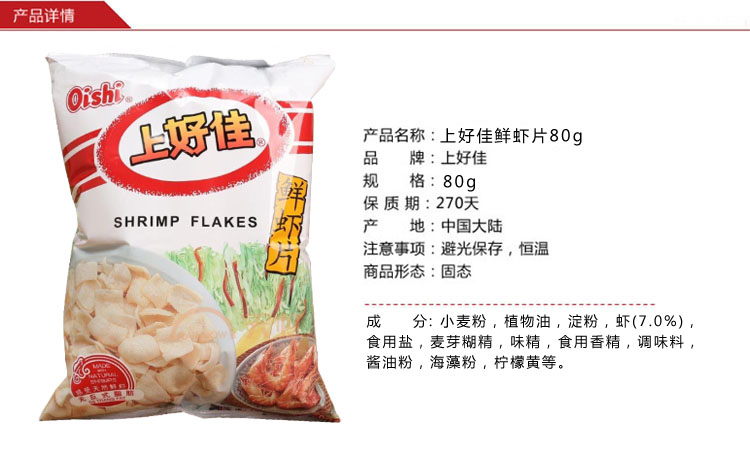 产品详情
Oishi®
上好佳®
鲜虾片
SHRIMP FLAKES
MADE
WITH
NATURAL
SHRIMPS
产品名称：上好佳鲜虾片80g
品 牌：上好佳
规 格：80g
保 质 期：270天
产 地：中国大陆
注意事项：避光保存，恒温
商品形态：固态
成 分: 小麦粉，植物油，淀粉，虾(7.0%)，
食用盐，麦芽糊精，味精，食用香精，调味料，
酱油粉，海藻粉，柠檬黄等。